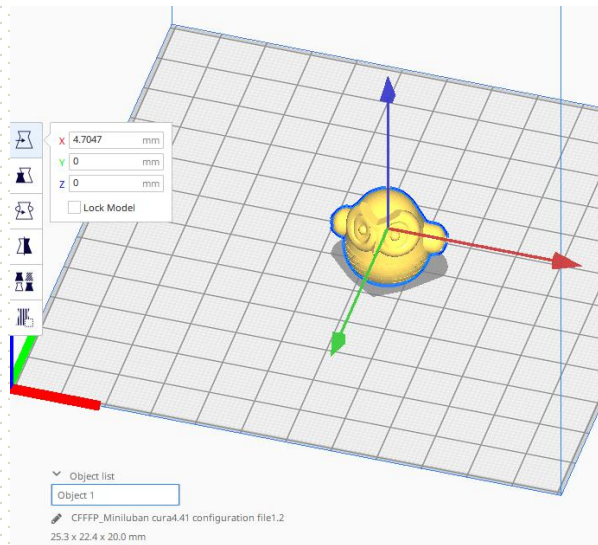 X 4.7047 mm
Y 0 mm
Z 0 mm
Lock Model
Object list
Object 1
CFFFP_Miniluban cura4.41 configuration file1.2
25.3 x 22.4 x 20.0 mm